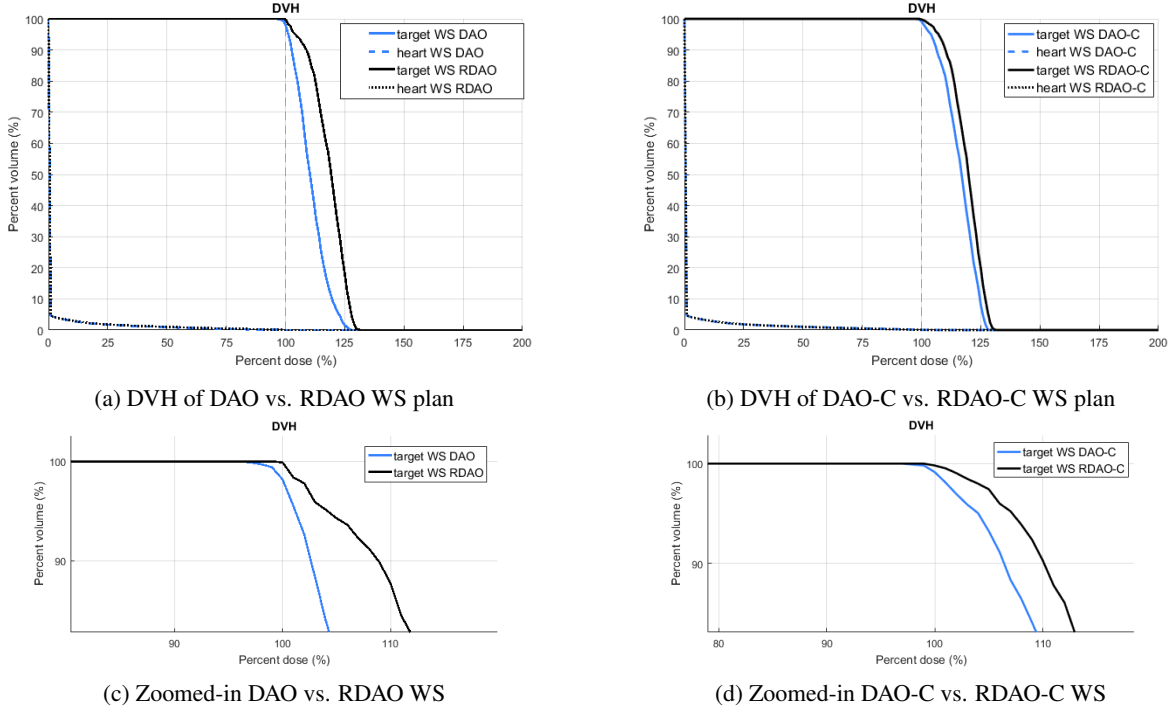 DVH
100
90
80
70
60
50
40
30
20
10
0
Percent volume (%)
0 25 50 75 100 125 150 175 200
Percent dose (%)
target WS DAO
heart WS DAO
target WS RDAO
heart WS RDAO
(a) DVH of DAO vs. RDAO WS plan
DVH
100
90
80
70
60
50
40
30
20
10
0
Percent volume (%)
0 25 50 75 100 125 150 175 200
Percent dose (%)
target WS DAO-C
heart WS DAO-C
target WS RDAO-C
heart WS RDAO-C
(b) DVH of DAO-C vs. RDAO-C WS plan
DVH
100
90
Percent volume (%)
90 100 110
Percent dose (%)
target WS DAO
target WS RDAO
(c) Zoomed-in DAO vs. RDAO WS
DVH
100
90
Percent volume (%)
80 90 100 110
Percent dose (%)
target WS DAO-C
target WS RDAO-C
(d) Zoomed-in DAO-C vs. RDAO-C WS